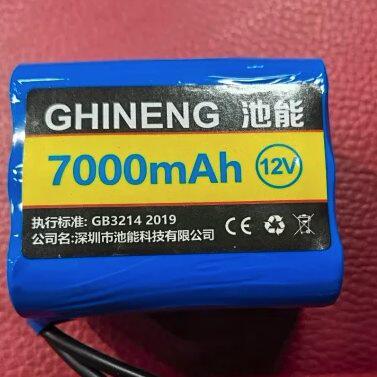 GHINENG 池能
7000mAh 12V
执行标准: GB3214 2019
公司名:深圳市池能科技有限公司
CE